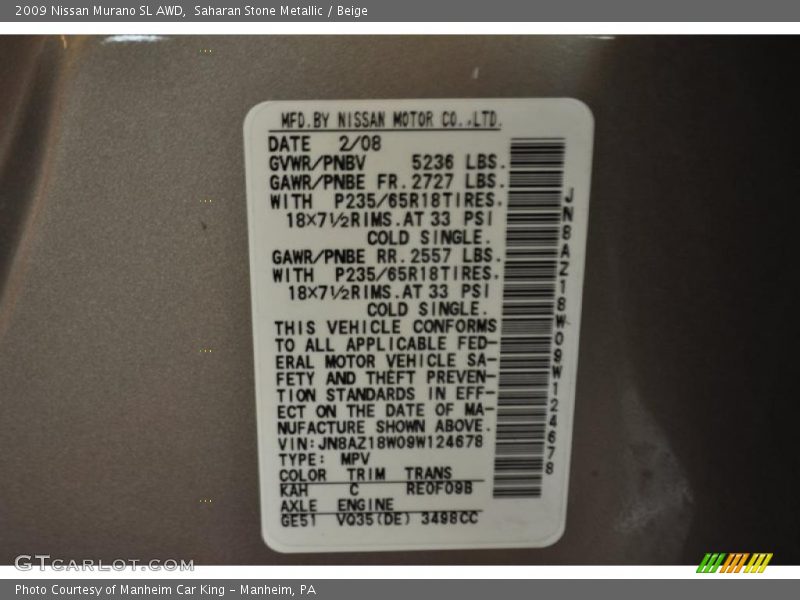 2009 Nissan Murano SL AWD,  Saharan Stone Metallic / Beige
MFD.BY NISSAN MOTOR CO.,LTD.
DATE 2/08
GVWR/PNBV 5236 LBS.
GAWR/PNBE FR. 2727 LBS.
WITH P235/65R18TIRES.
18×7½RIMS.AT 33 PSI
COLD SINGLE.
GAWR/PNBE RR. 2557 LBS.
WITH P235/65R18TIRES.
18×7½RIMS.AT 33 PSI
COLD SINGLE.
THIS VEHICLE CONFORMS
TO ALL APPLICABLE FED-
ERAL MOTOR VEHICLE SA-
FETY AND THEFT PREVEN-
TION STANDARDS IN EFF-
ECT ON THE DATE OF MA-
NUFACTURE SHOWN ABOVE.
VIN:JN8AZ18W09W124678
TYPE: MPV
COLOR TRIM TRANS
KAH C RE0F09B
AXLE ENGINE
GE51 VQ35(DE) 3498CC
JN8AZ18W09W124678
GTCARLOT.COM
Photo Courtesy of Manheim Car King - Manheim, PA